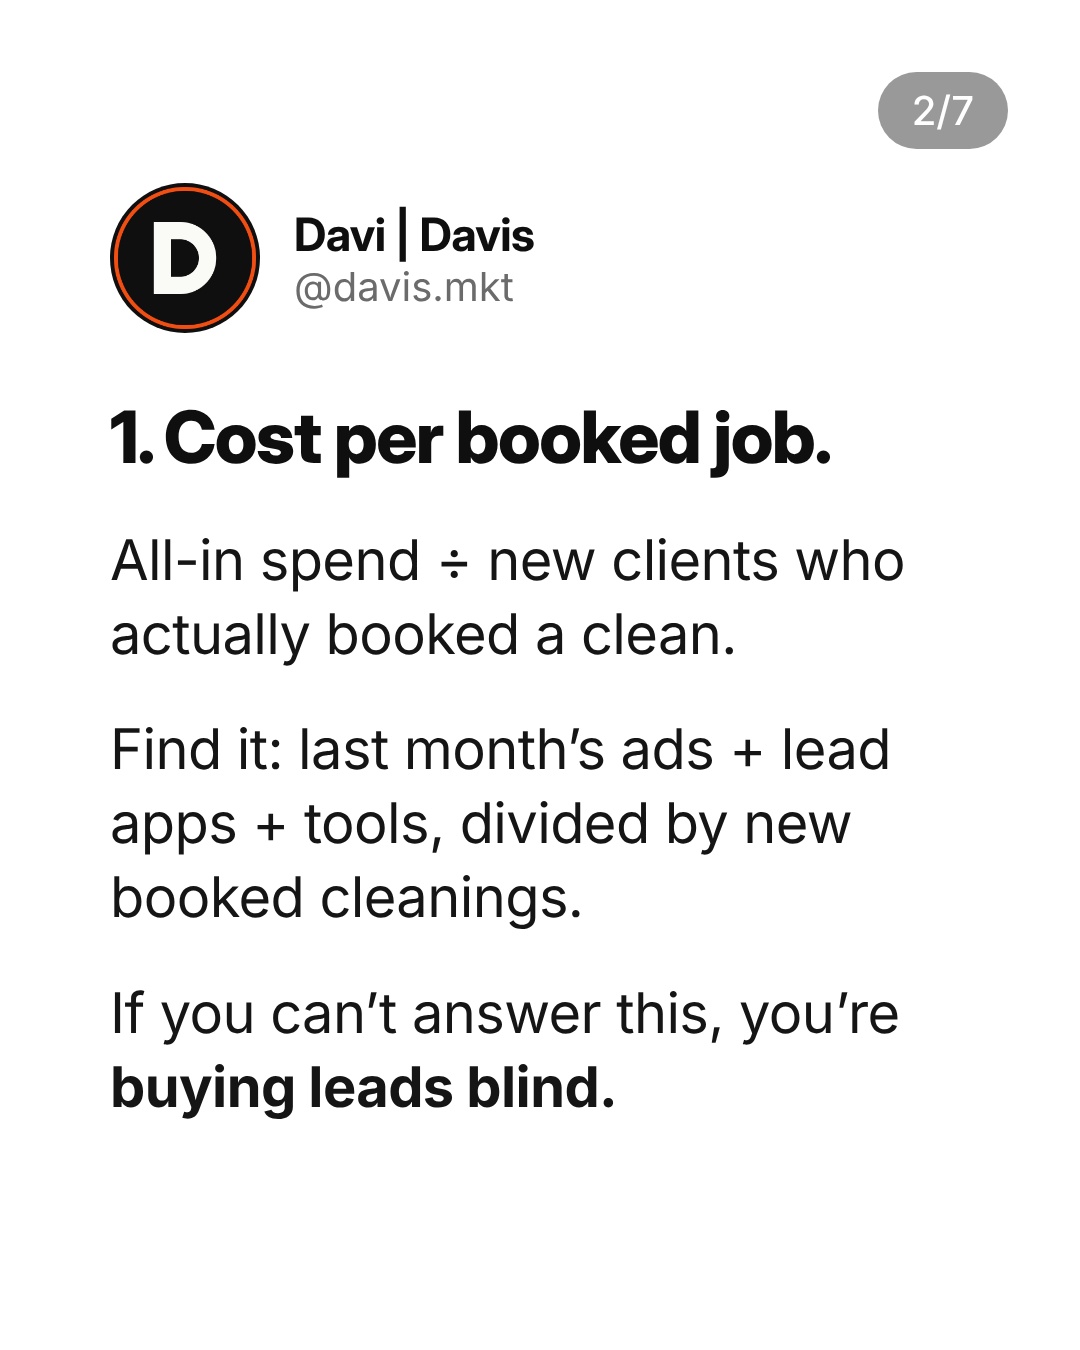 2/7
D
Davi | Davis
@davis.mkt
1. Cost per booked job.
All-in spend ÷ new clients who
actually booked a clean.
Find it: last month’s ads + lead
apps + tools, divided by new
booked cleanings.
If you can’t answer this, you’re
buying leads blind.